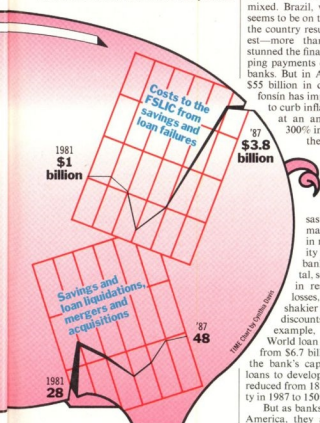 mixed. Brazil,
seems to be on t
the country resu
est—more than
stunned the fina
ping payments
banks. But in A
$55 billion in c
fonsín has im
to curb infla
at an an
300% in
the
Costs to the
FSLIC from
savings and
loan failures
1981
$1
billion
'87
$3.8
billion
sas
ma
in r
ity
ban
tal, s
in re
losses,
shakier
discount
example,
World loan
from $6.7 bil
the bank's cap
loans to develop
reduced from 18
ty in 1987 to 150
But as banks
America, they
Savings and
loan liquidations,
mergers and
acquisitions
1981
28
'87
48
TIME Chart by Cynthia Davis